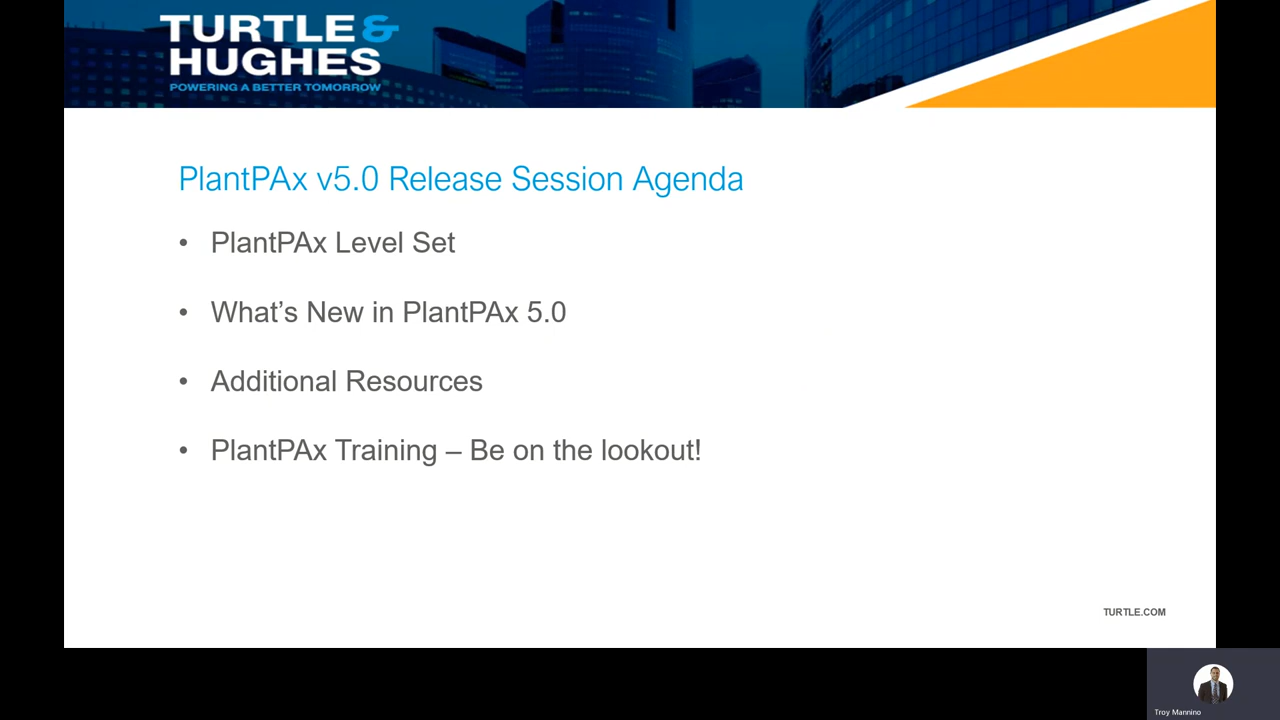 TURTLE &
HUGHES
POWERING A BETTER TOMORROW
PlantPAx v5.0 Release Session Agenda
• PlantPAx Level Set
• What’s New in PlantPAx 5.0
• Additional Resources
• PlantPAx Training – Be on the lookout!
TURTLE.COM
Troy Mannino